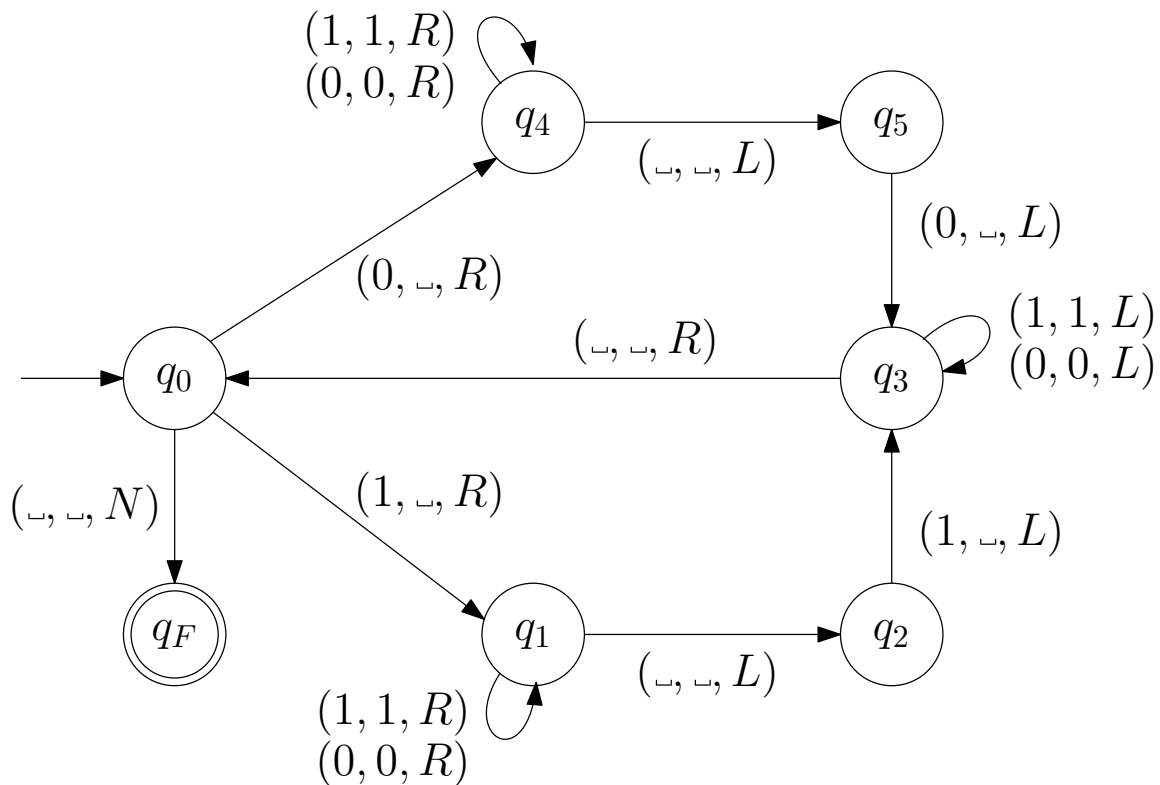 (1, 1, R)
(0, 0, R)
q4
q5
(␣, ␣, L)
(0, ␣, L)
(0, ␣, R)
(␣, ␣, R)
(1, 1, L)
(0, 0, L)
q0
q3
(␣, ␣, N)
(1, ␣, R)
(1, ␣, L)
qF
q1
q2
(␣, ␣, L)
(1, 1, R)
(0, 0, R)